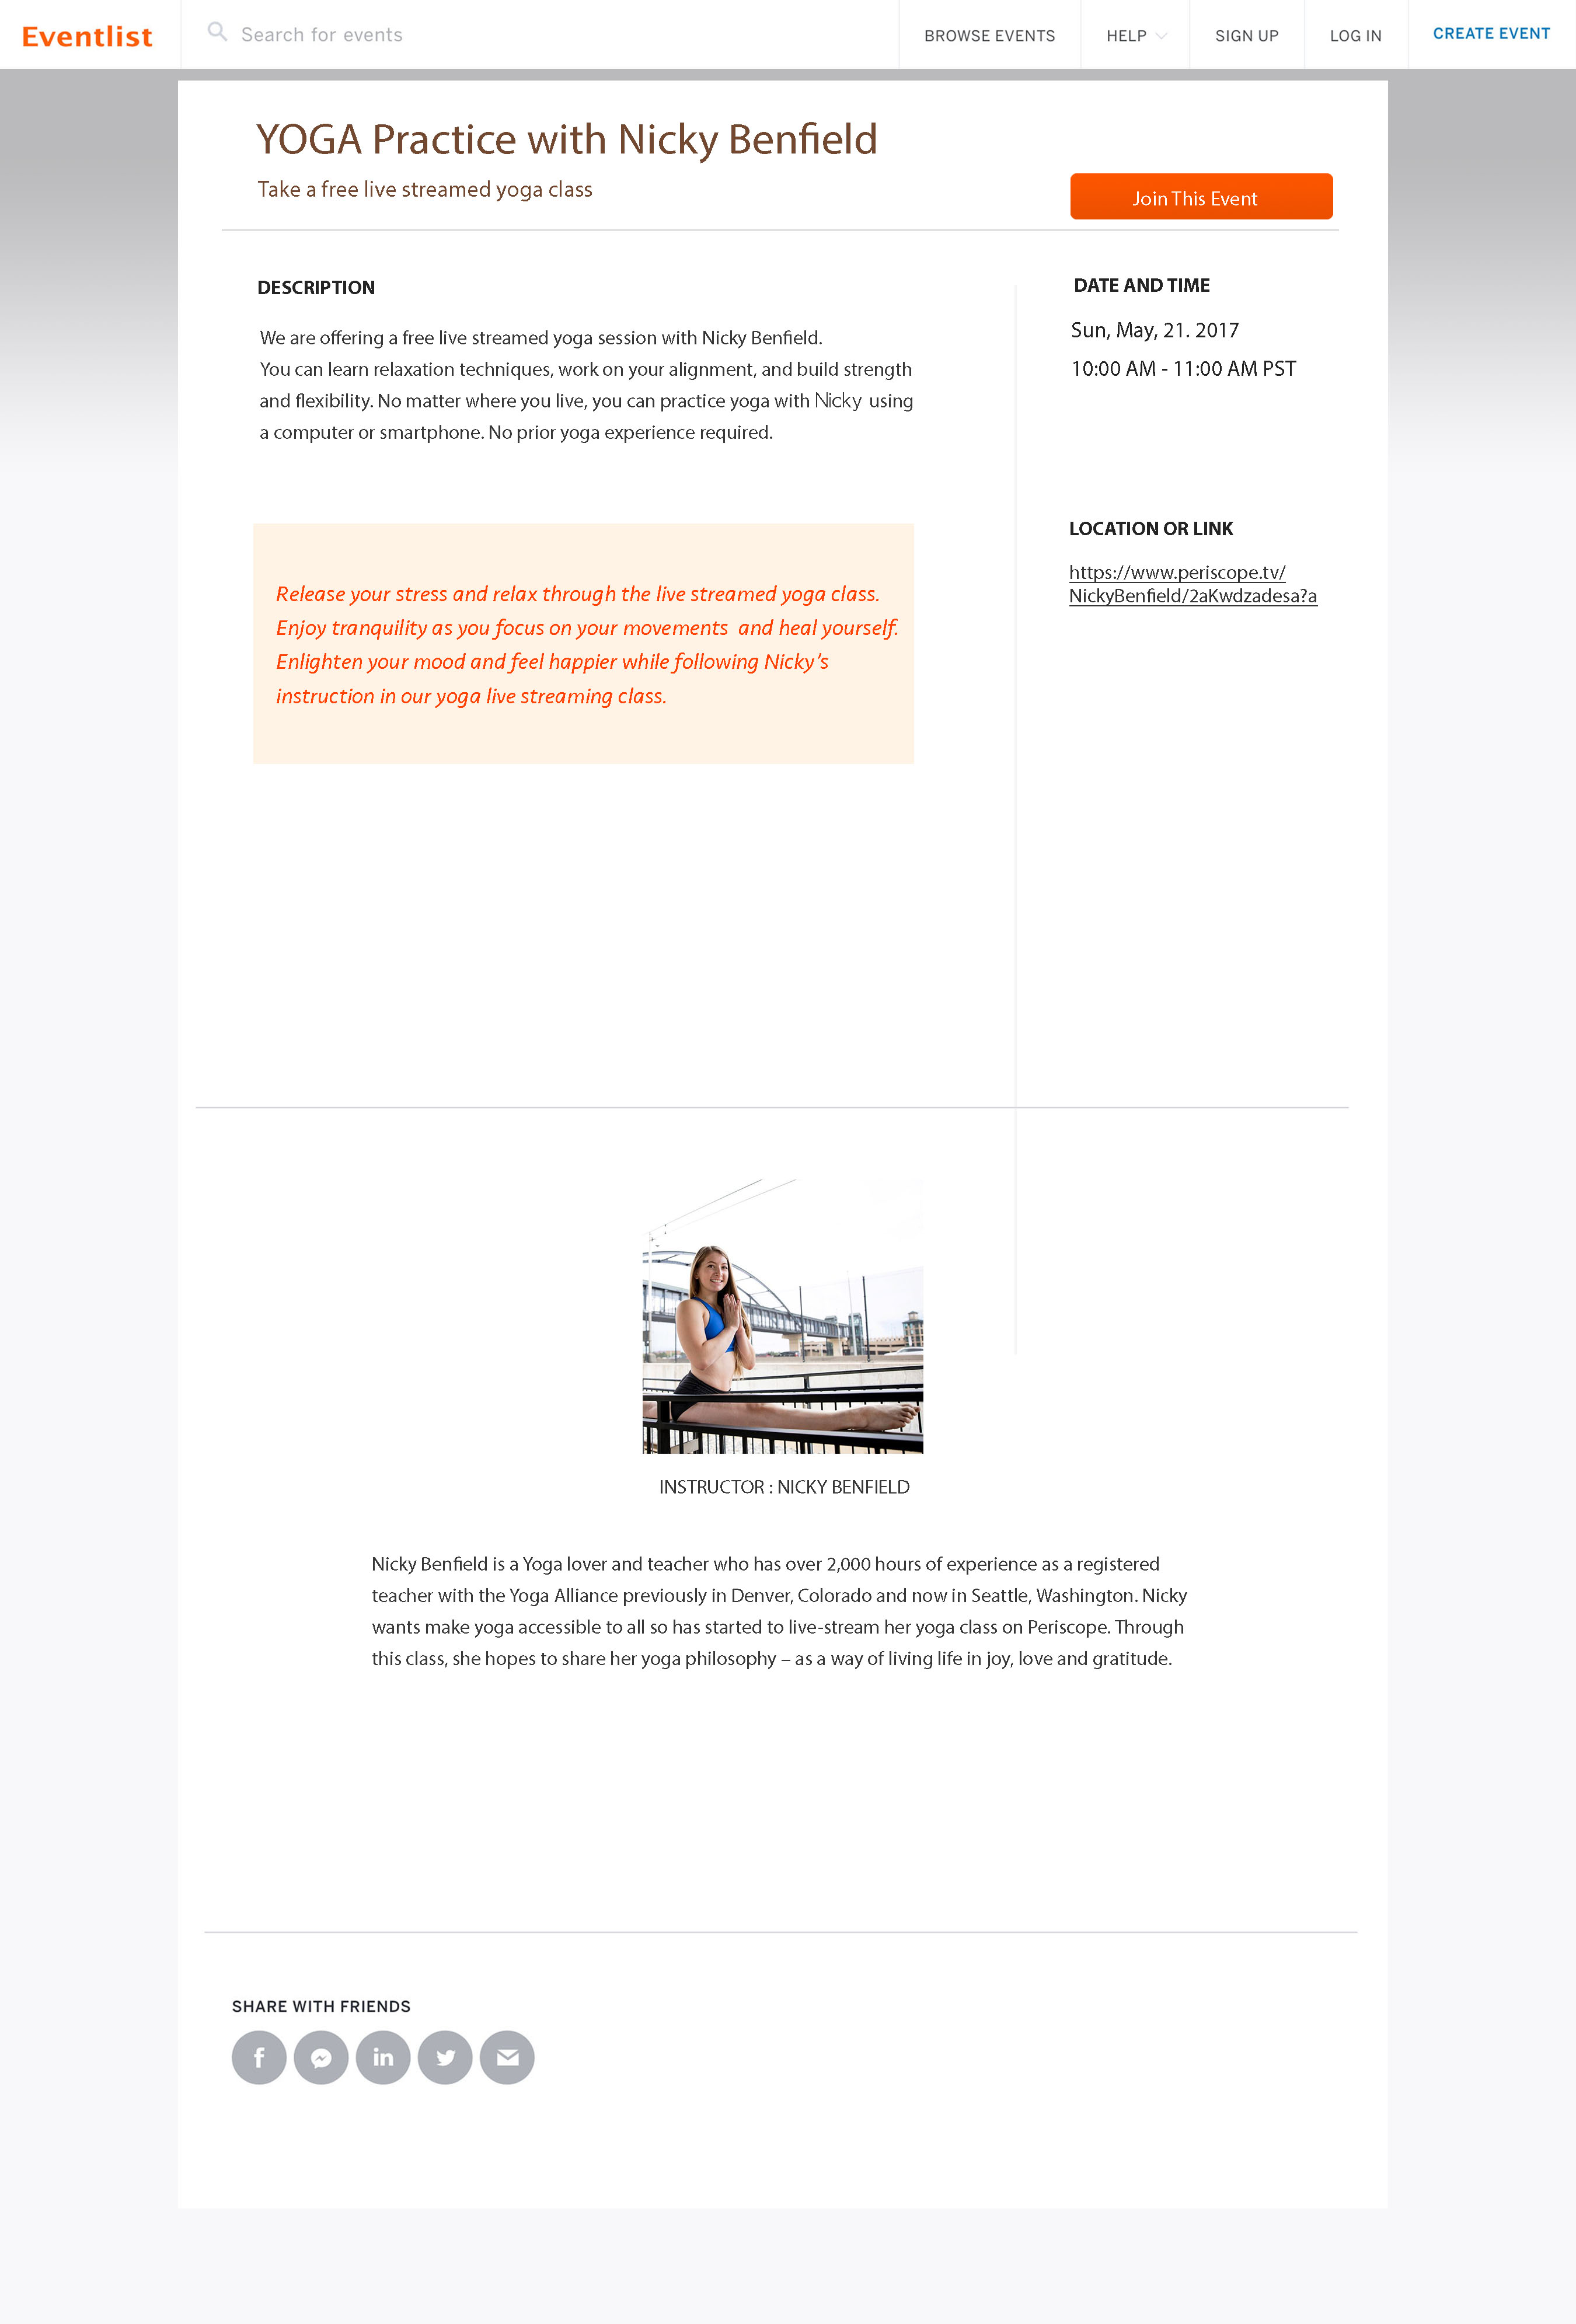 Eventlist
Search for events
BROWSE EVENTS
HELP
SIGN UP
LOG IN
CREATE EVENT
YOGA Practice with Nicky Benfield
Take a free live streamed yoga class
Join This Event
DESCRIPTION
We are offering a free live streamed yoga session with Nicky Benfield.
You can learn relaxation techniques, work on your alignment, and build strength
and flexibility. No matter where you live, you can practice yoga with Nicky using
a computer or smartphone. No prior yoga experience required.
Release your stress and relax through the live streamed yoga class.
Enjoy tranquility as you focus on your movements and heal yourself.
Enlighten your mood and feel happier while following Nicky’s
instruction in our yoga live streaming class.
DATE AND TIME
Sun, May, 21. 2017
10:00 AM - 11:00 AM PST
LOCATION OR LINK
https://www.periscope.tv/
NickyBenfield/2aKwdzadesa?a
INSTRUCTOR : NICKY BENFIELD
Nicky Benfield is a Yoga lover and teacher who has over 2,000 hours of experience as a registered
teacher with the Yoga Alliance previously in Denver, Colorado and now in Seattle, Washington. Nicky
wants make yoga accessible to all so has started to live-stream her yoga class on Periscope. Through
this class, she hopes to share her yoga philosophy – as a way of living life in joy, love and gratitude.
SHARE WITH FRIENDS